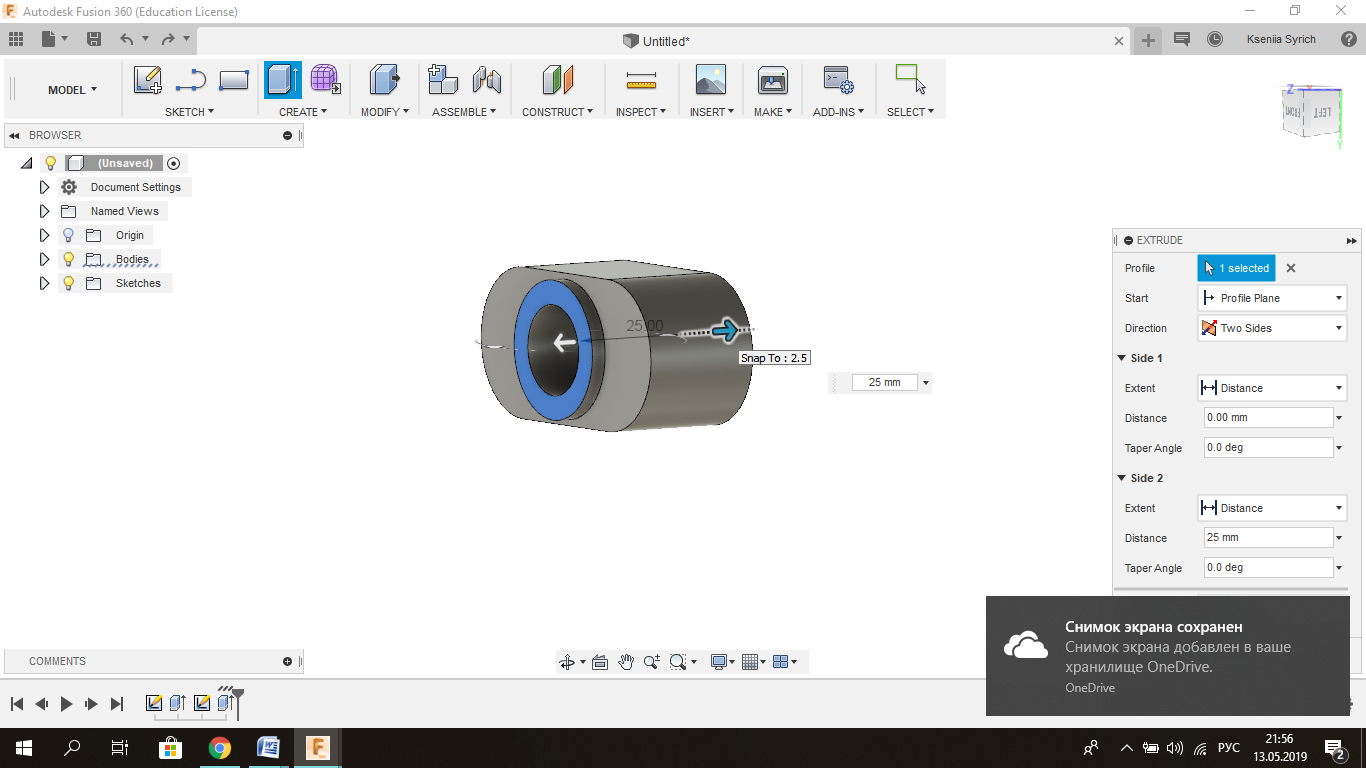 Autodesk Fusion 360 (Education License)
Untitled*
Kseniia Syrich
MODEL
SKETCH
CREATE
MODIFY
ASSEMBLE
CONSTRUCT
INSPECT
INSERT
MAKE
ADD-INS
SELECT
BROWSER
(Unsaved)
Document Settings
Named Views
Origin
Bodies
Sketches
Z
X
FRONT
LEFT
Y
25.00
Snap To : 2.5
25 mm
EXTRUDE
Profile 1 selected
Start Profile Plane
Direction Two Sides
Side 1
Extent Distance
Distance 0.00 mm
Taper Angle 0.0 deg
Side 2
Extent Distance
Distance 25 mm
Taper Angle 0.0 deg
Снимок экрана сохранен
Снимок экрана добавлен в ваше
хранилище OneDrive.
OneDrive
COMMENTS
РУС
21:56
13.05.2019
2